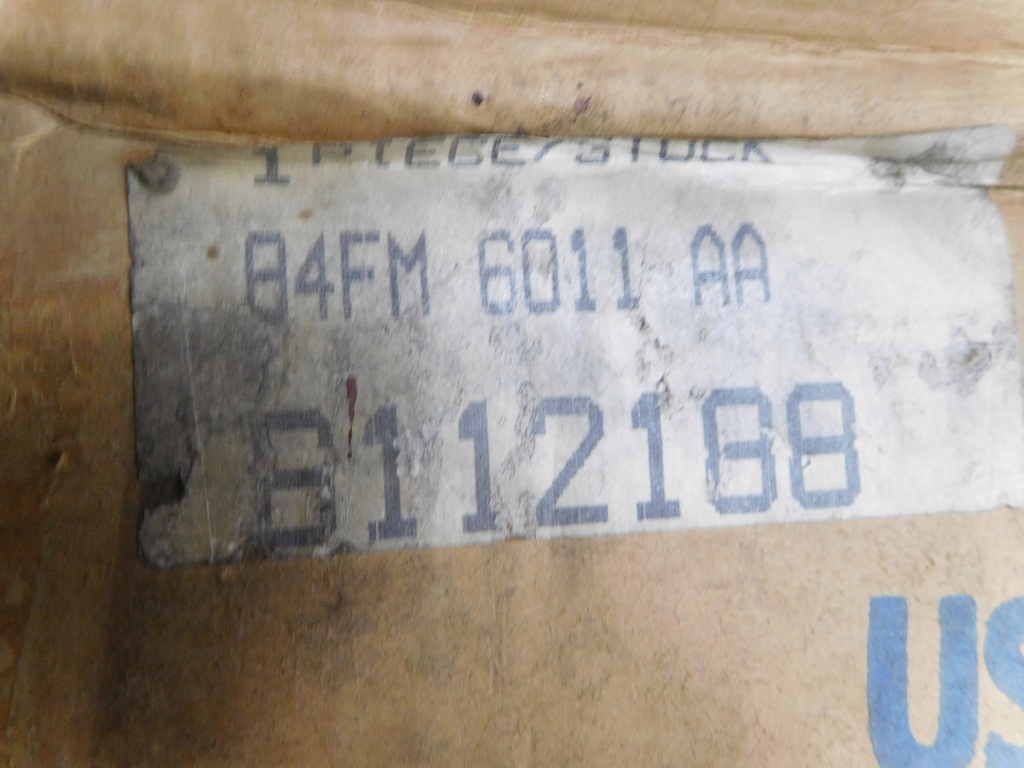 1 PIECE/STUCK
84FM 6011 AA
8112188
US